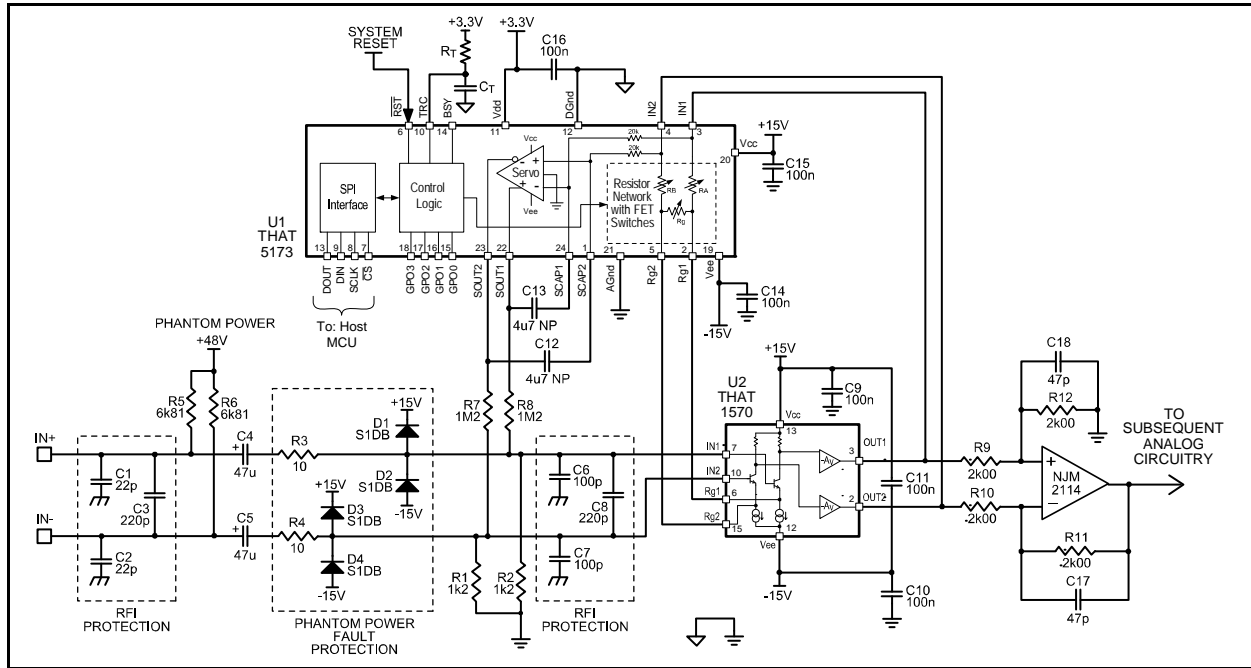 SYSTEM
RESET
+3.3V
RT
CT
+3.3V
C16
100n
RST
TRC
BSY
Vdd
DGnd
IN2
IN1
6
10
14
11
12
4
3
+15V
Vcc
20
C15
100n
20k
20k
Vcc
Servo
Vee
SPI
Interface
Control
Logic
Resistor
Network
with FET
Switches
RB
RA
Rg
U1
THAT
5173
13
9
8
7
18
17
16
15
23
22
24
1
21
5
2
19
DOUT
DIN
SCLK
CS
GPO3
GPO2
GPO1
GPO0
SOUT2
SOUT1
SCAP1
SCAP2
AGnd
Rg2
Rg1
Vee
To: Host
MCU
C13
4u7 NP
C12
4u7 NP
C14
100n
-15V
PHANTOM POWER
+48V
R5
6k81
R6
6k81
R7
1M2
R8
1M2
+15V
D1
S1DB
D2
S1DB
-15V
+15V
D3
S1DB
D4
S1DB
-15V
IN+
IN-
C1
22p
C3
220p
C2
22p
+
C4
47u
+
C5
47u
R3
10
R4
10
R1
1k2
R2
1k2
C6
100p
C8
220p
C7
100p
RFI
PROTECTION
PHANTOM POWER
FAULT
PROTECTION
RFI
PROTECTION
U2
THAT
1570
+15V
C9
100n
Vcc
13
IN1
7
IN2
10
Rg1
6
Rg2
15
-Av
-Av
OUT1
3
OUT2
2
12
Vee
-15V
C11
100n
C10
100n
R9
2k00
R10
2k00
C18
47p
R12
2k00
NJM
2114
R11
2k00
C17
47p
TO
SUBSEQUENT
ANALOG
CIRCUITRY